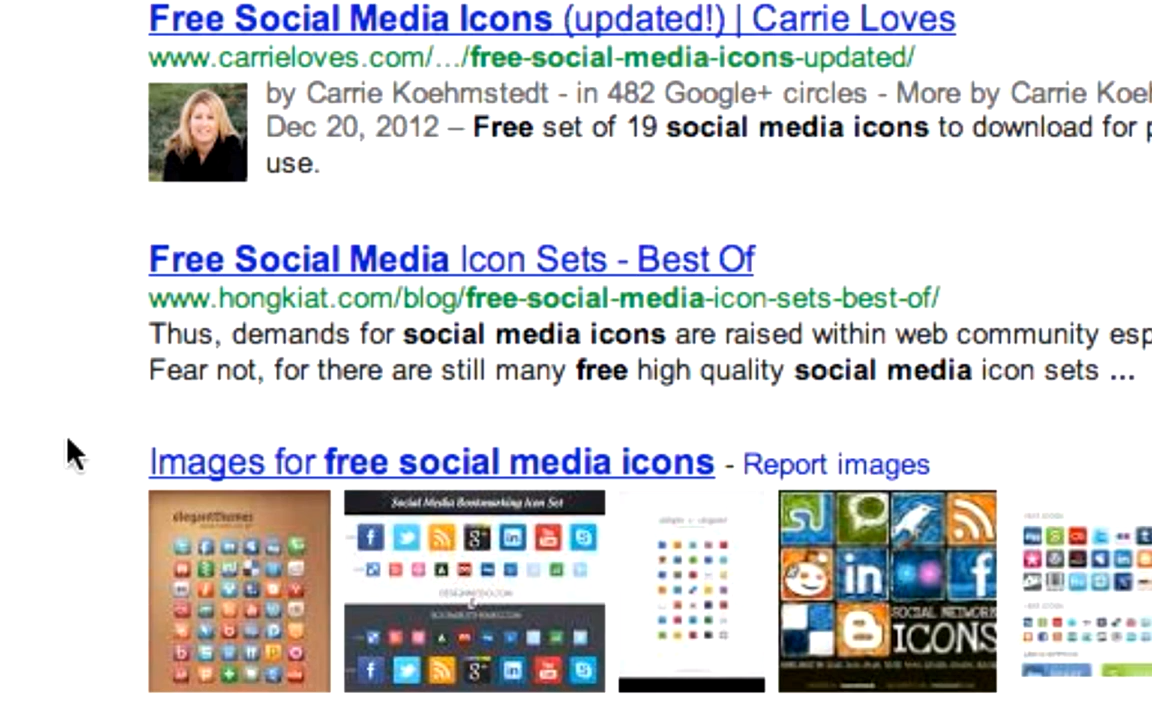 Free Social Media Icons (updated!) | Carrie Loves
www.carrieloves.com/.../free-social-media-icons-updated/
by Carrie Koehmstedt - in 482 Google+ circles - More by Carrie
Dec 20, 2012 – Free set of 19 social media icons to download for
use.
Free Social Media Icon Sets - Best Of
www.hongkiat.com/blog/free-social-media-icon-sets-best-of/
Thus, demands for social media icons are raised within web community esp
Fear not, for there are still many free high quality social media icon sets ...
Images for free social media icons - Report images
elegantthemes
Social Media Bookmarking Icon Set
SOCIAL NETWORK
ICONS